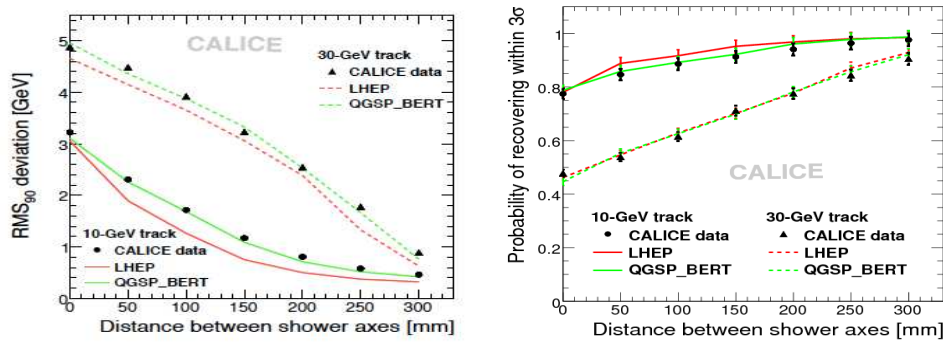 CALICE
30-GeV track
CALICE data
LHEP
QGSP_BERT
10-GeV track
CALICE data
LHEP
QGSP_BERT
RMS90 deviation [GeV]
5
4
3
2
1
0
0 50 100 150 200 250 300
Distance between shower axes [mm]
Probability of recovering within 3σ
1
0.8
0.6
0.4
0.2
0
CALICE
10-GeV track 30-GeV track
CALICE data CALICE data
LHEP LHEP
QGSP_BERT QGSP_BERT
0 50 100 150 200 250 300
Distance between shower axes [mm]